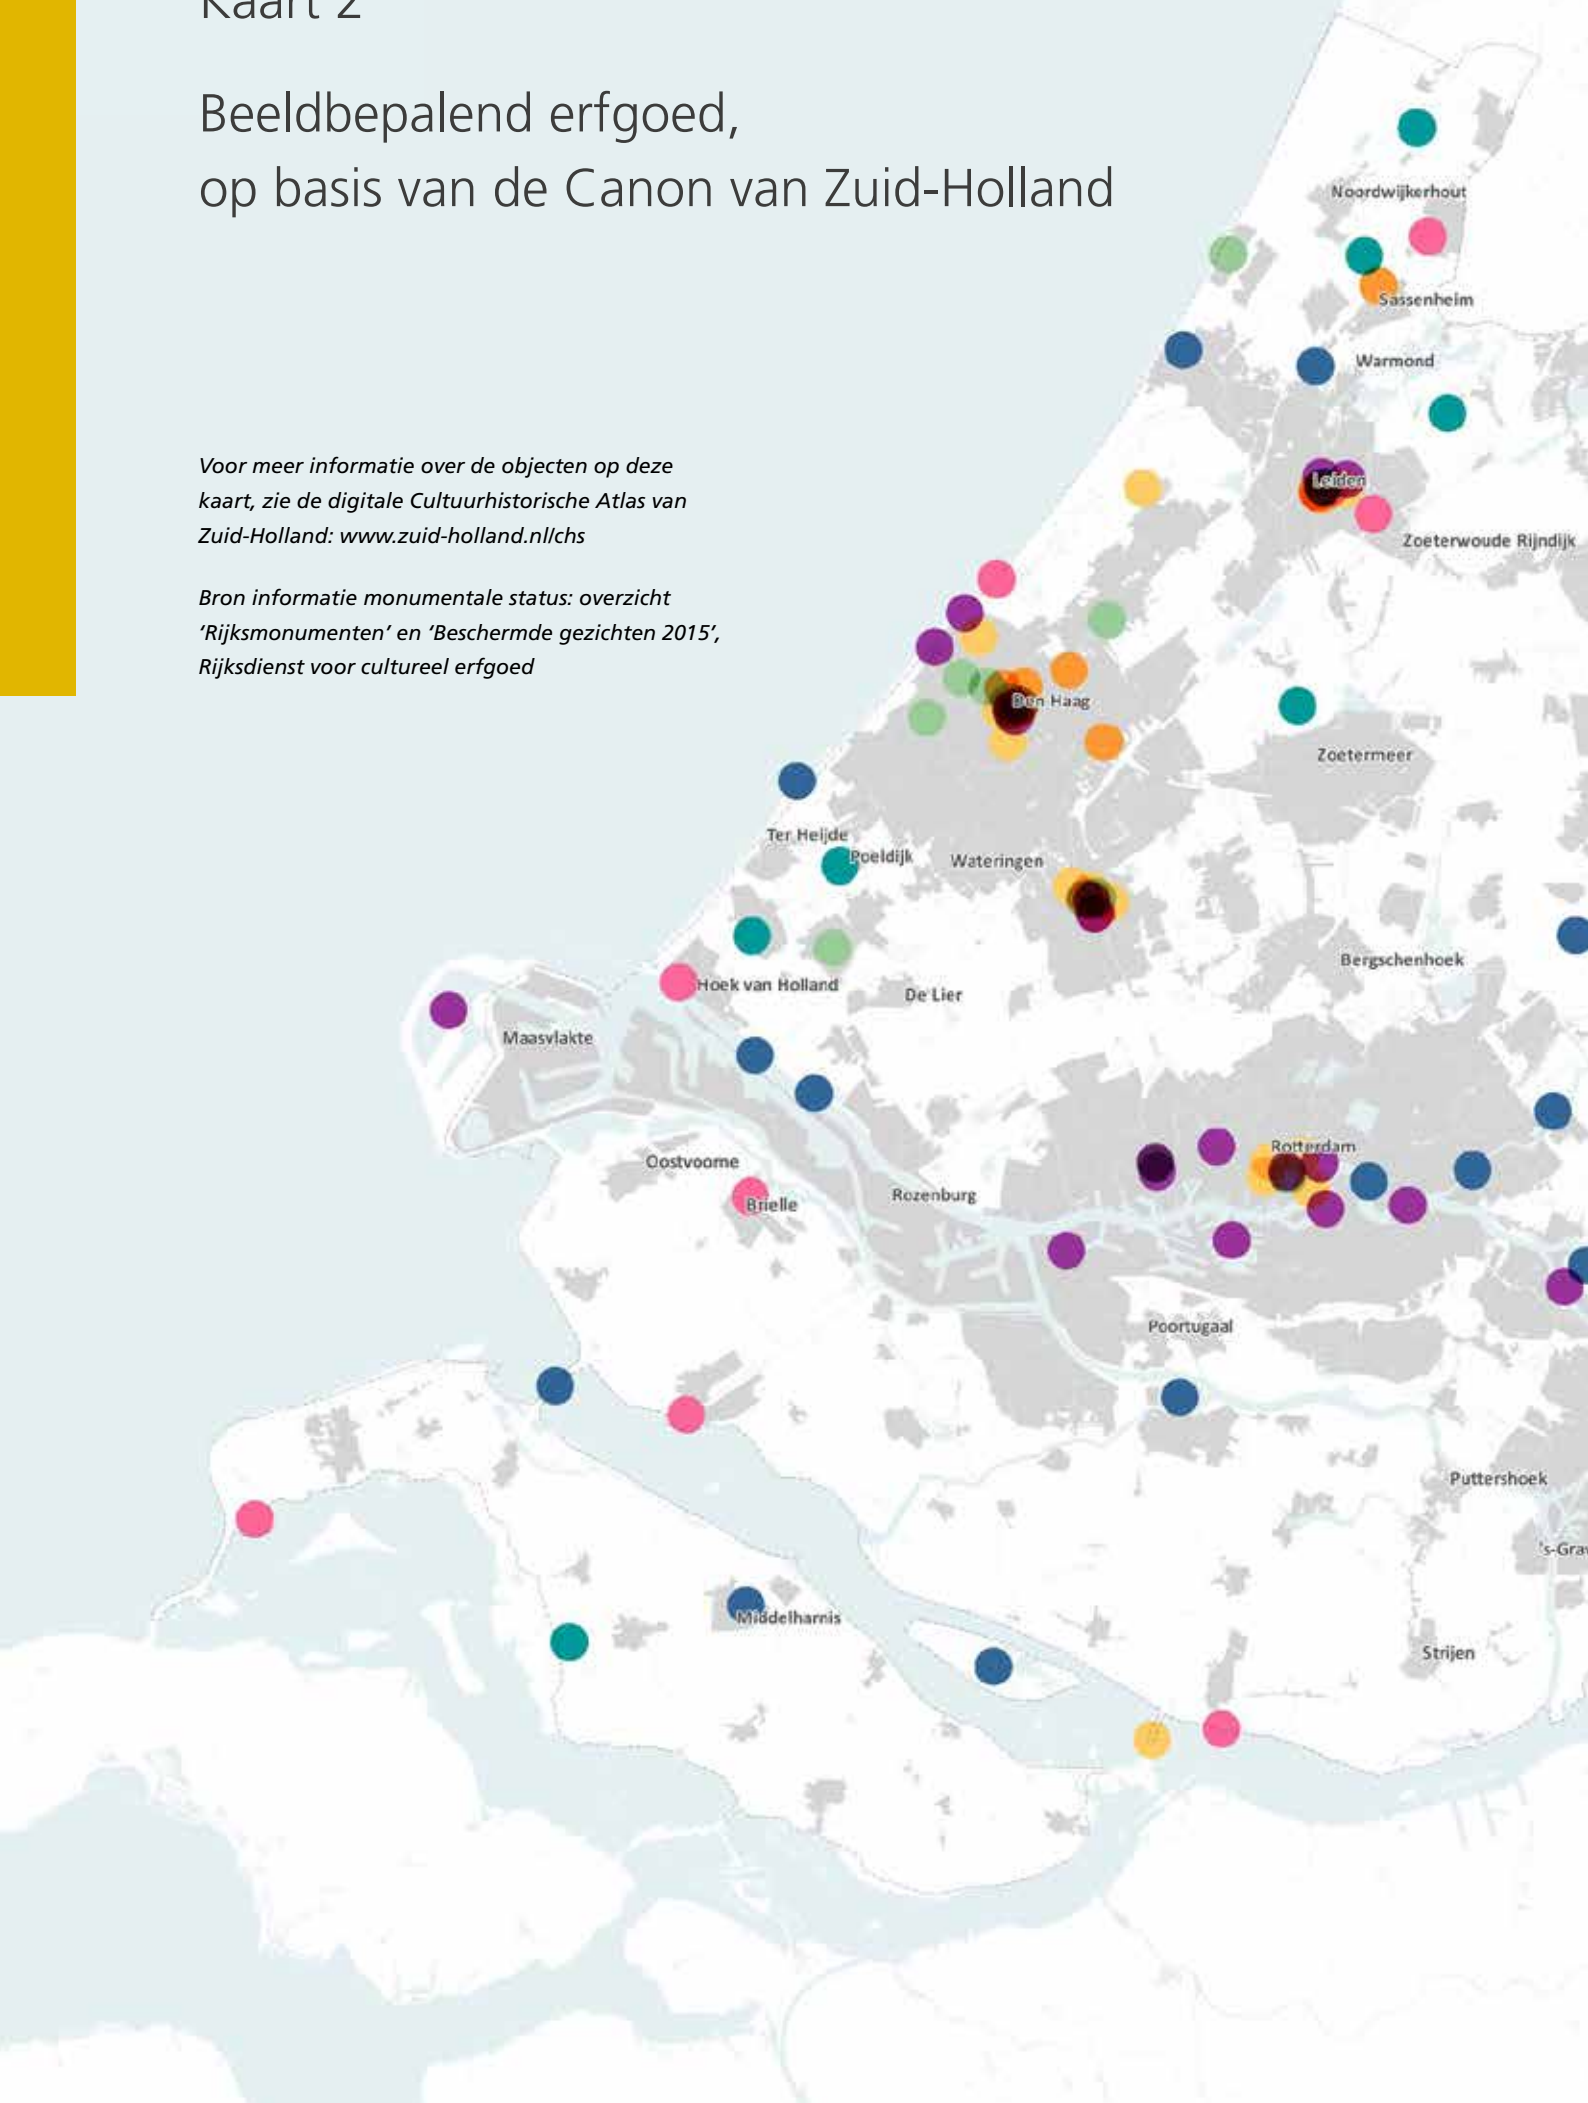 Kaart 2
Beeldbepalend erfgoed,
op basis van de Canon van Zuid-Holland
Voor meer informatie over de objecten op deze
kaart, zie de digitale Cultuurhistorische Atlas van
Zuid-Holland: www.zuid-holland.nl/chs
Bron informatie monumentale status: overzicht
‘Rijksmonumenten’ en ‘Beschermde gezichten 2015’,
Rijksdienst voor cultureel erfgoed
Noordwijkerhout
Sassenheim
Warmond
Leiden
Zoeterwoude Rijndijk
Den Haag
Zoetermeer
Ter Heijde
Poeldijk
Wateringen
Bergschenhoek
Hoek van Holland
De Lier
Maasvlakte
Rotterdam
Oostvoorne
Brielle
Rozenburg
Poortugaal
Puttershoek
's-Gra
Middelharnis
Strijen